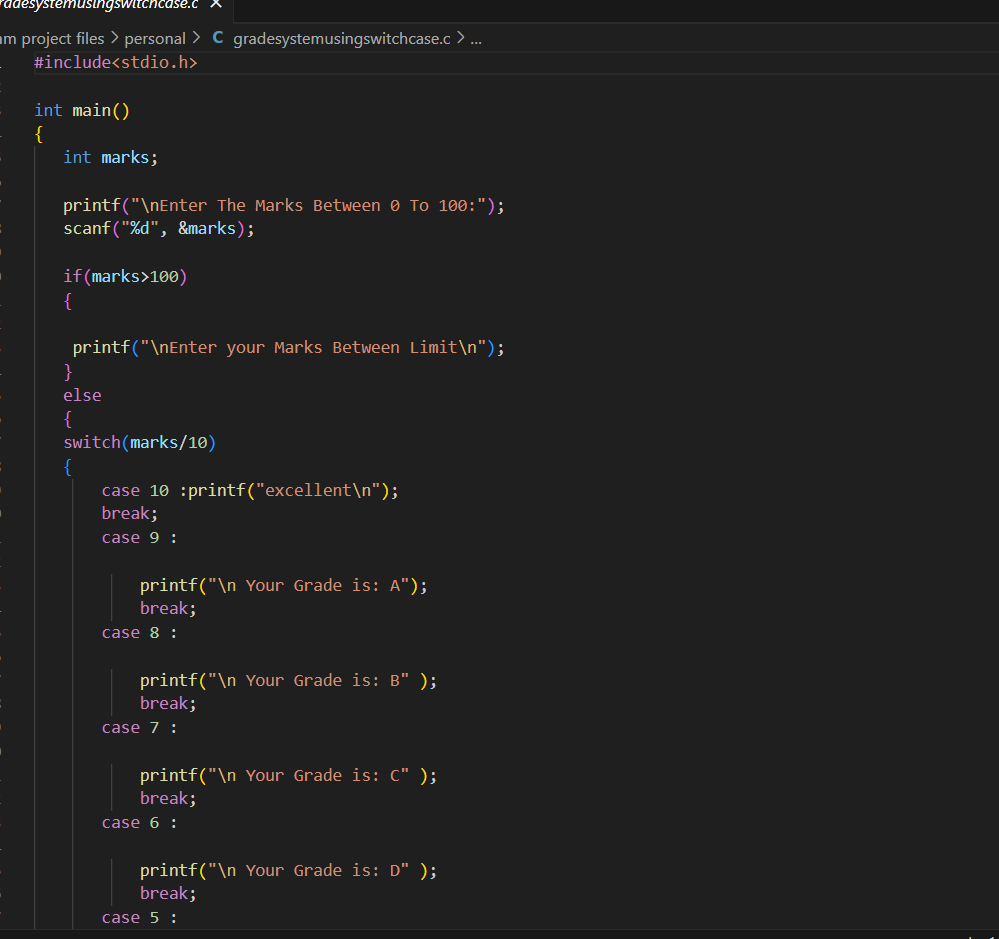 gradesystemusingswitchcase.c ×
project files > personal > C gradesystemusingswitchcase.c > ...
#include<stdio.h>
int main()
{
int marks;
printf("\nEnter The Marks Between 0 To 100:");
scanf("%d", &marks);
if(marks>100)
{
printf("\nEnter your Marks Between Limit\n");
}
else
{
switch(marks/10)
{
case 10 :printf("excellent\n");
break;
case 9 :
printf("\n Your Grade is: A");
break;
case 8 :
printf("\n Your Grade is: B" );
break;
case 7 :
printf("\n Your Grade is: C" );
break;
case 6 :
printf("\n Your Grade is: D" );
break;
case 5 :